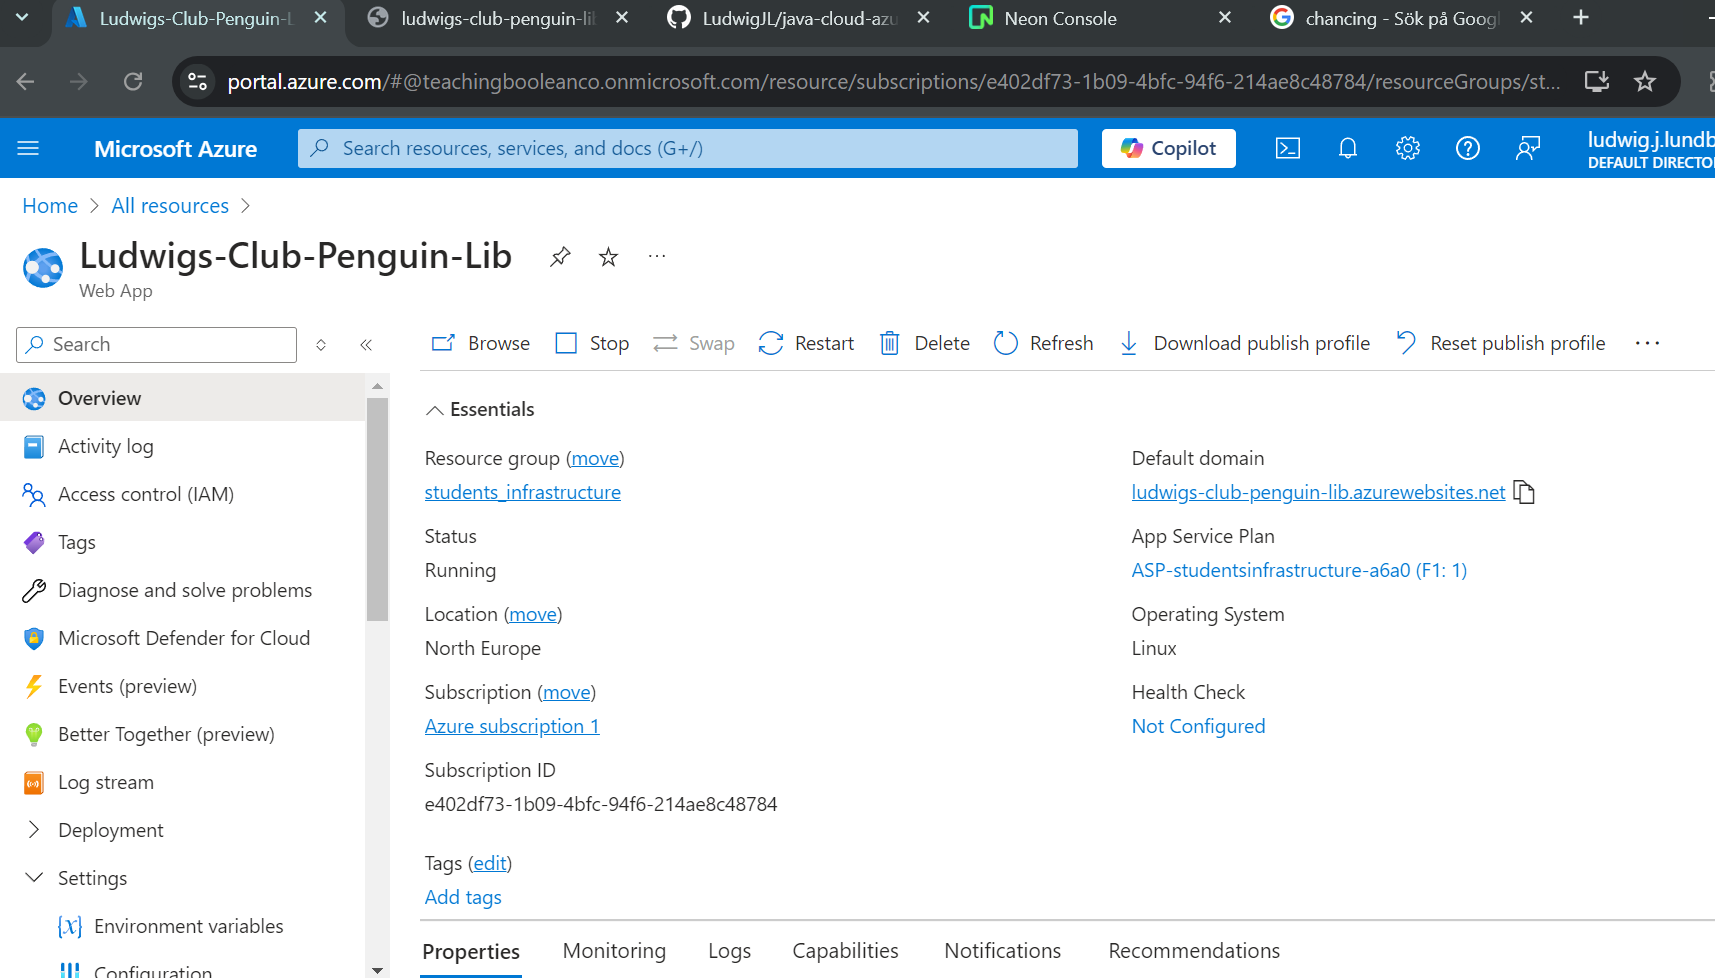 Ludwigs-Club-Penguin-L
ludwigs-club-penguin-lib
LudwigJL/java-cloud-azu
Neon Console
chancing - Sök på Googl
portal.azure.com/#@teachingbooleanco.onmicrosoft.com/resource/subscriptions/e402df73-1b09-4bfc-94f6-214ae8c48784/resourceGroups/st...
Microsoft Azure
Search resources, services, and docs (G+/)
Copilot
ludwig.j.lundb
DEFAULT DIRECTO
Home > All resources >
Ludwigs-Club-Penguin-Lib
Web App
Search
Browse Stop Swap Restart Delete Refresh Download publish profile Reset publish profile
Overview
Activity log
Access control (IAM)
Tags
Diagnose and solve problems
Microsoft Defender for Cloud
Events (preview)
Better Together (preview)
Log stream
Deployment
Settings
Environment variables
Configuration
Essentials
Resource group (move)
students_infrastructure
Status
Running
Location (move)
North Europe
Subscription (move)
Azure subscription 1
Subscription ID
e402df73-1b09-4bfc-94f6-214ae8c48784
Tags (edit)
Add tags
Default domain
ludwigs-club-penguin-lib.azurewebsites.net
App Service Plan
ASP-studentsinfrastructure-a6a0 (F1: 1)
Operating System
Linux
Health Check
Not Configured
Properties Monitoring Logs Capabilities Notifications Recommendations